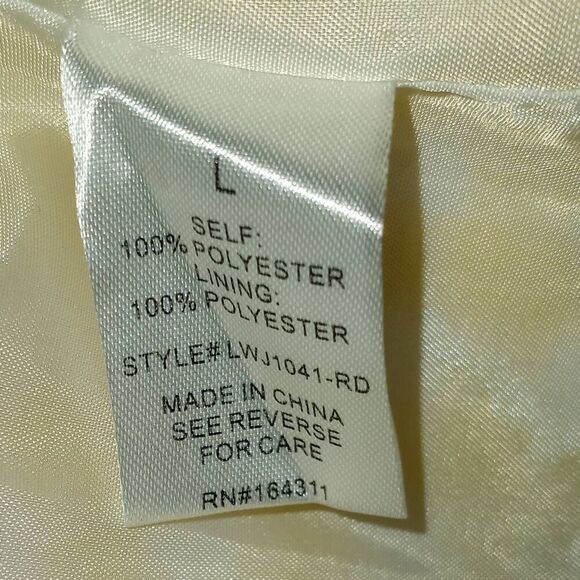 L
SELF:
100% POLYESTER
LINING:
100% POLYESTER
STYLE# LWJ1041-RD
MADE IN CHINA
SEE REVERSE
FOR CARE
RN#164311